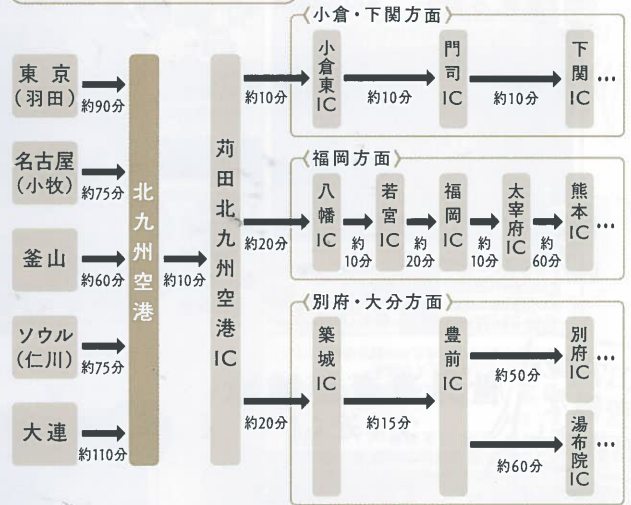 小倉・下関方面
東京
(羽田)
約90分
名古屋
(小牧)
約75分
釜山
約60分
ソウル
(仁川)
約75分
大連
約110分
北九州空港
約10分
苅田北九州空港IC
約10分
小倉東IC
約10分
門司IC
約10分
下関IC
…
福岡方面
約20分
八幡IC
約10分
若宮IC
約20分
福岡IC
約10分
太宰府IC
約60分
熊本IC
…
別府・大分方面
約20分
築城IC
約15分
豊前IC
約50分
別府IC
…
約60分
湯布院IC
…